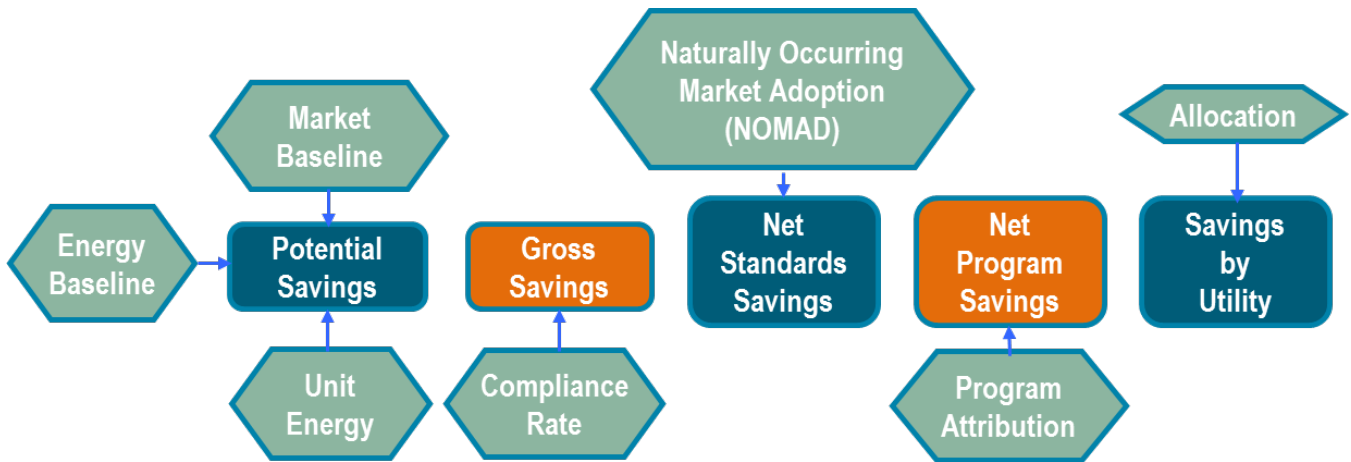 Naturally Occurring
Market Adoption
(NOMAD)
Market
Baseline
Allocation
Energy
Baseline
Potential
Savings
Gross
Savings
Net
Standards
Savings
Net
Program
Savings
Savings
by
Utility
Unit
Energy
Compliance
Rate
Program
Attribution